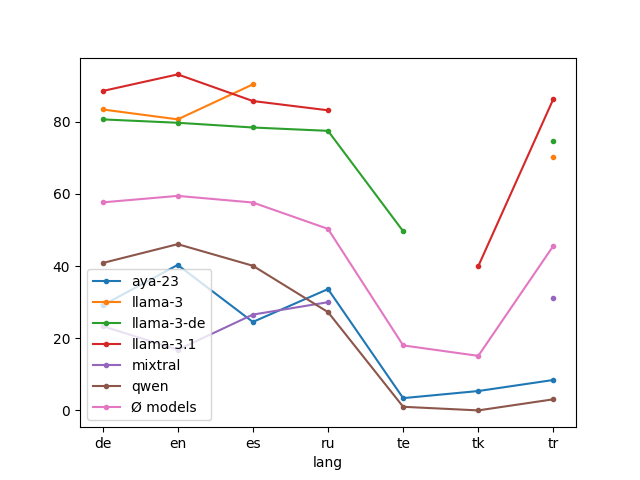 80
60
40
20
0
aya-23
llama-3
llama-3-de
llama-3.1
mixtral
qwen
Ø models
de en es ru te tk tr
lang